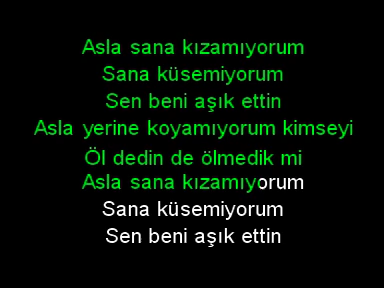 Asla sana kızamıyorum
Sana küsemiyorum
Sen beni aşık ettin
Asla yerine koyamıyorum kimseyi
Öl dedin de ölmedik mi
Asla sana kızamıyorum
Sana küsemiyorum
Sen beni aşık ettin